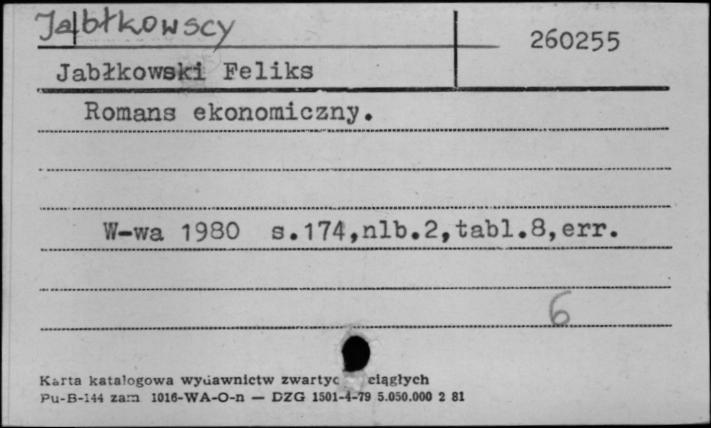 Jabłkowscy
260255
Jabłkowski Feliks
Romans ekonomiczny.
W-wa 1980 s.174,nlb.2,tabl.8,err.
6
Karta katalogowa wydawnictw ciągłych
Pu-B-144 zam 1016-WA-O-n — DZG 1501-4-79 5.050.000 2 81